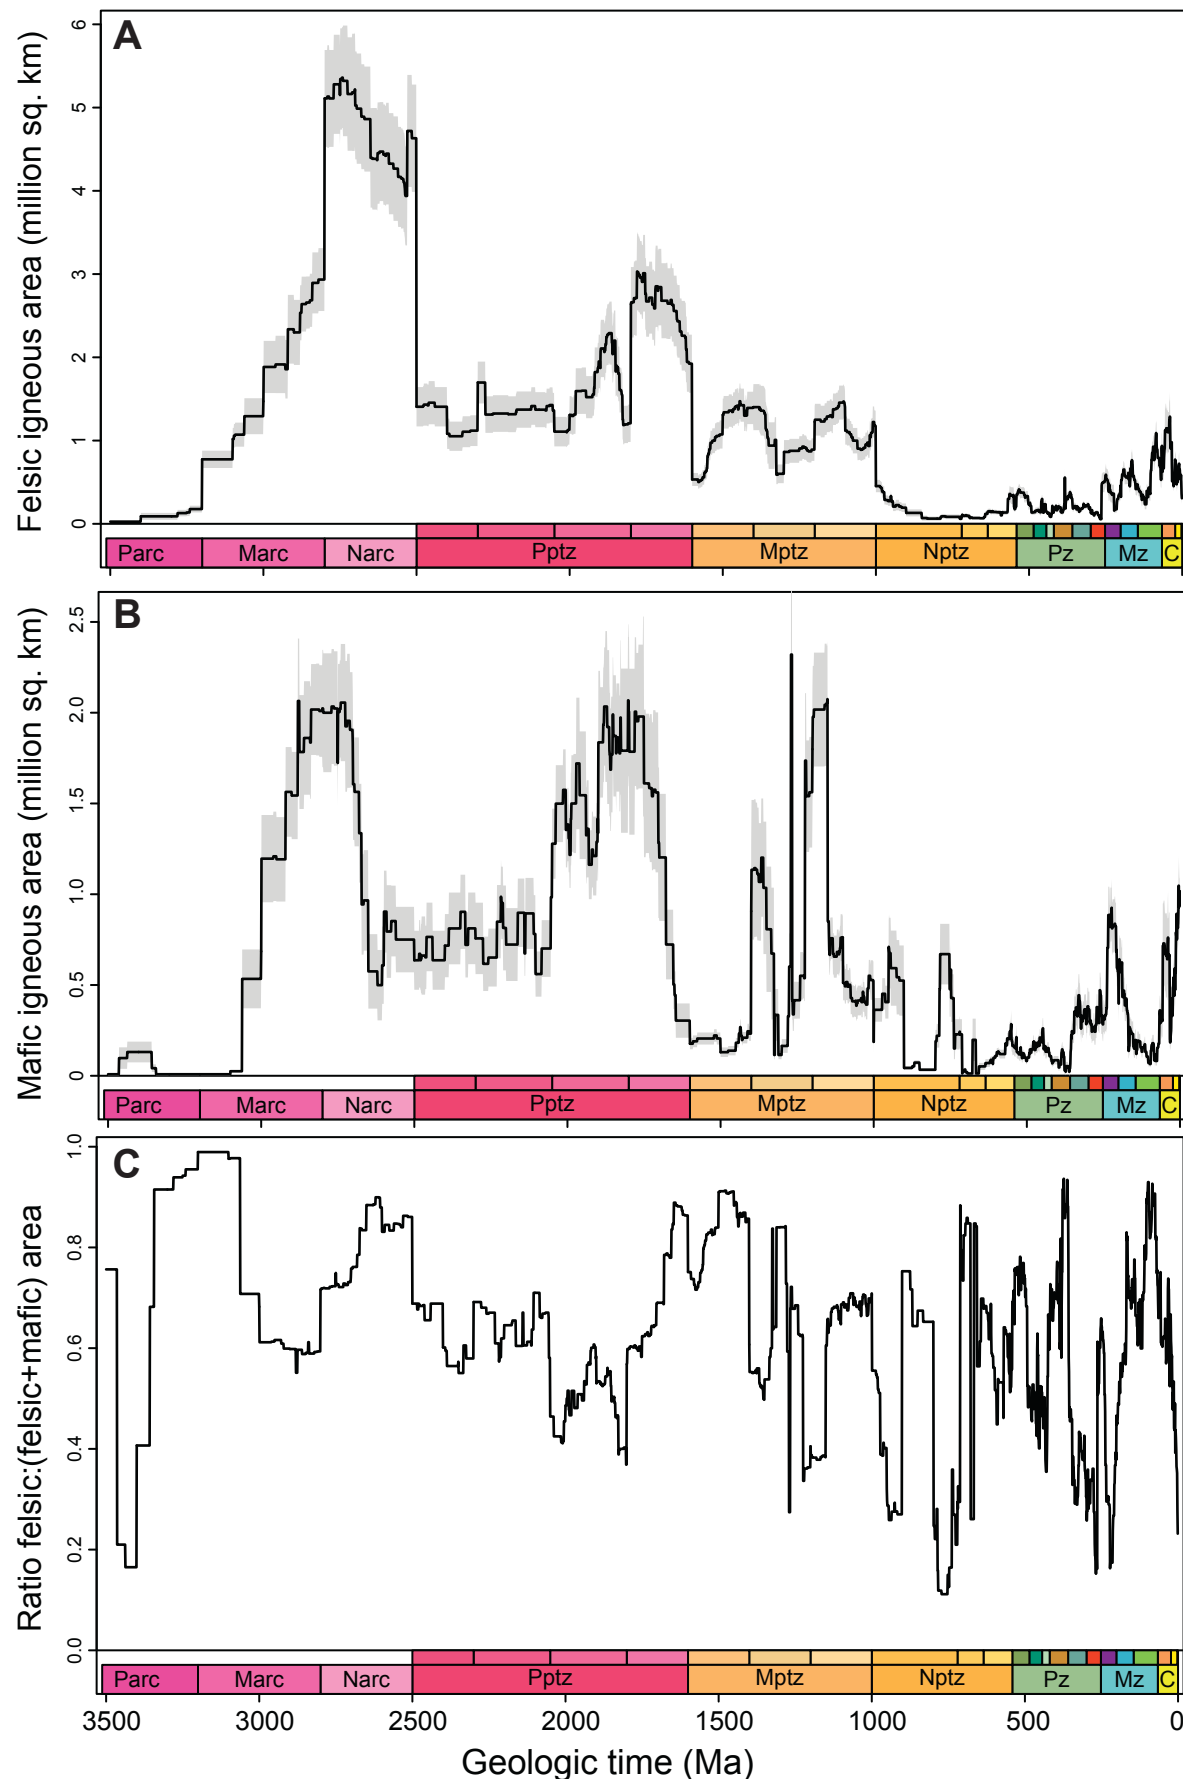 A
Felsic igneous area (million sq. km)
6
5
4
3
2
1
0
Parc Marc Narc Pptz Mptz Nptz Pz Mz C
B
Mafic igneous area (million sq. km)
2.5
2.0
1.5
1.0
0.5
0
Parc Marc Narc Pptz Mptz Nptz Pz Mz C
C
Ratio felsic:(felsic+mafic) area
1.0
0.8
0.6
0.4
0.2
0.0
Parc Marc Narc Pptz Mptz Nptz Pz Mz C
3500 3000 2500 2000 1500 1000 500 0
Geologic time (Ma)